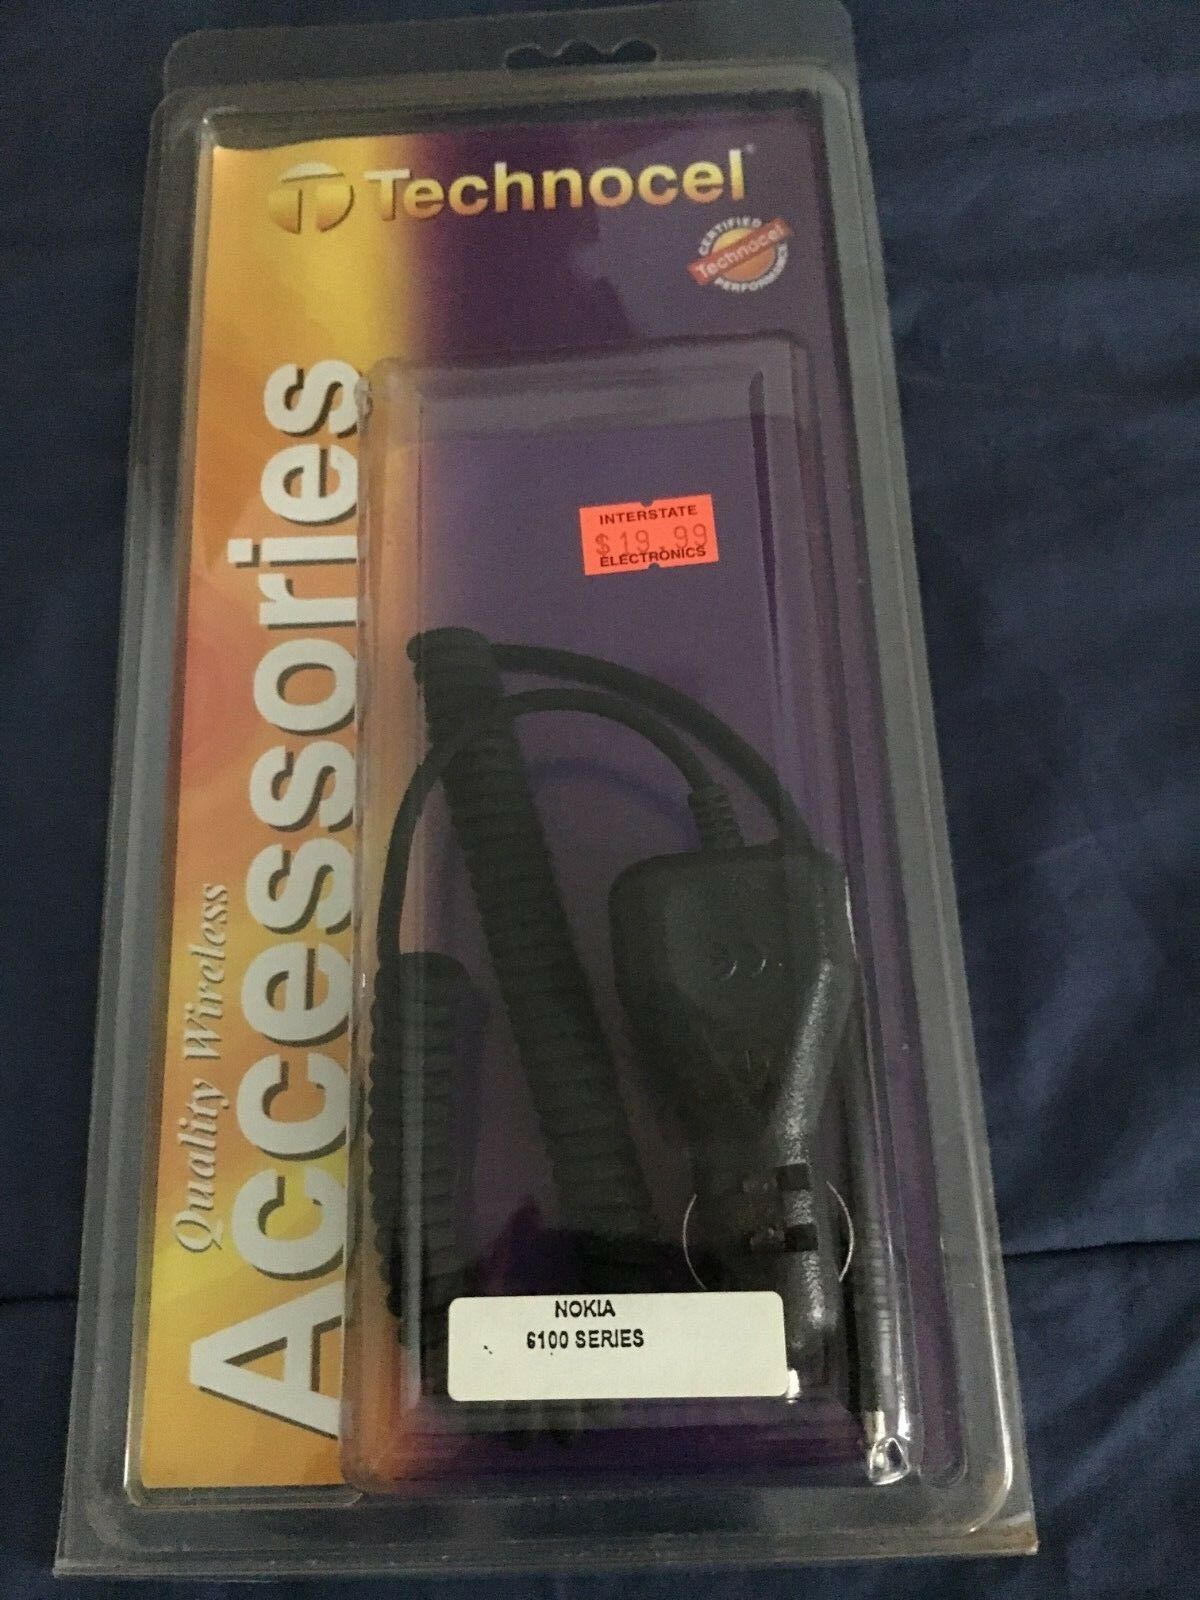 Technocel
CERTIFIED
Technocel
PERFORMANCE
INTERSTATE
$19.99
ELECTRONICS
Quality Wireless
Accessories
NOKIA
6100 SERIES